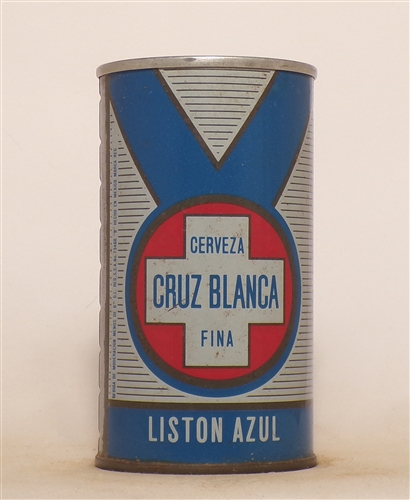 CERVEZA
CRUZ BLANCA
FINA
LISTON AZUL